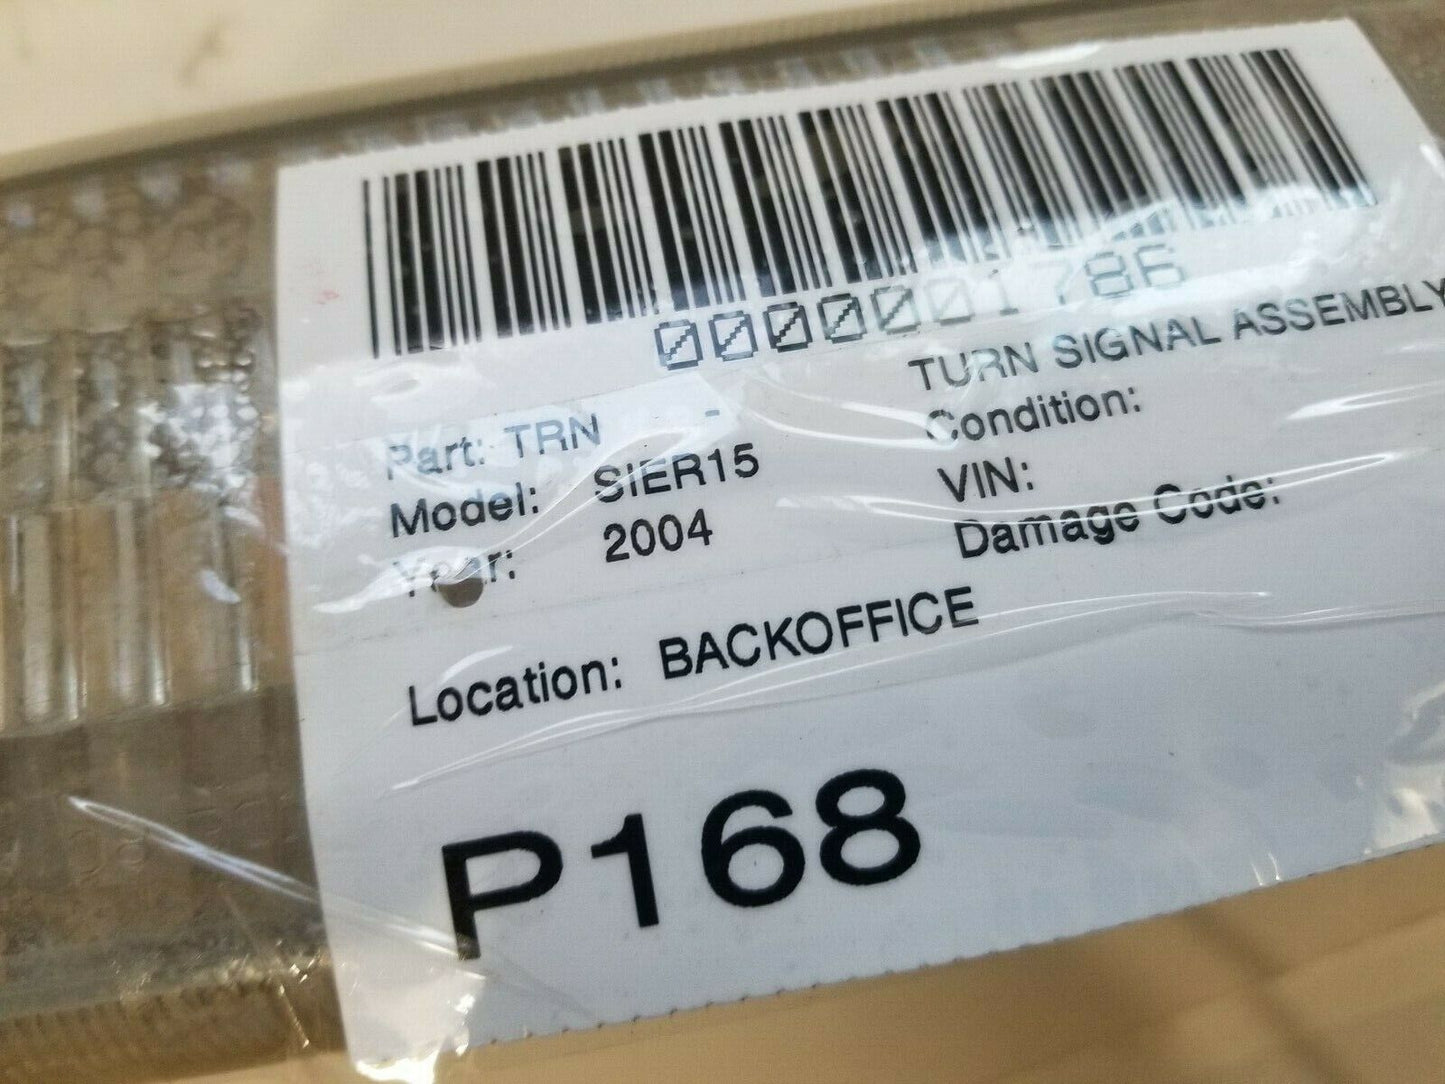 0000001786
Part: TRN -
TURN SIGNAL ASSEMBLY
Model: SIER15
Condition:
Year: 2004
VIN:
Damage Code:
Location: BACKOFFICE
P168